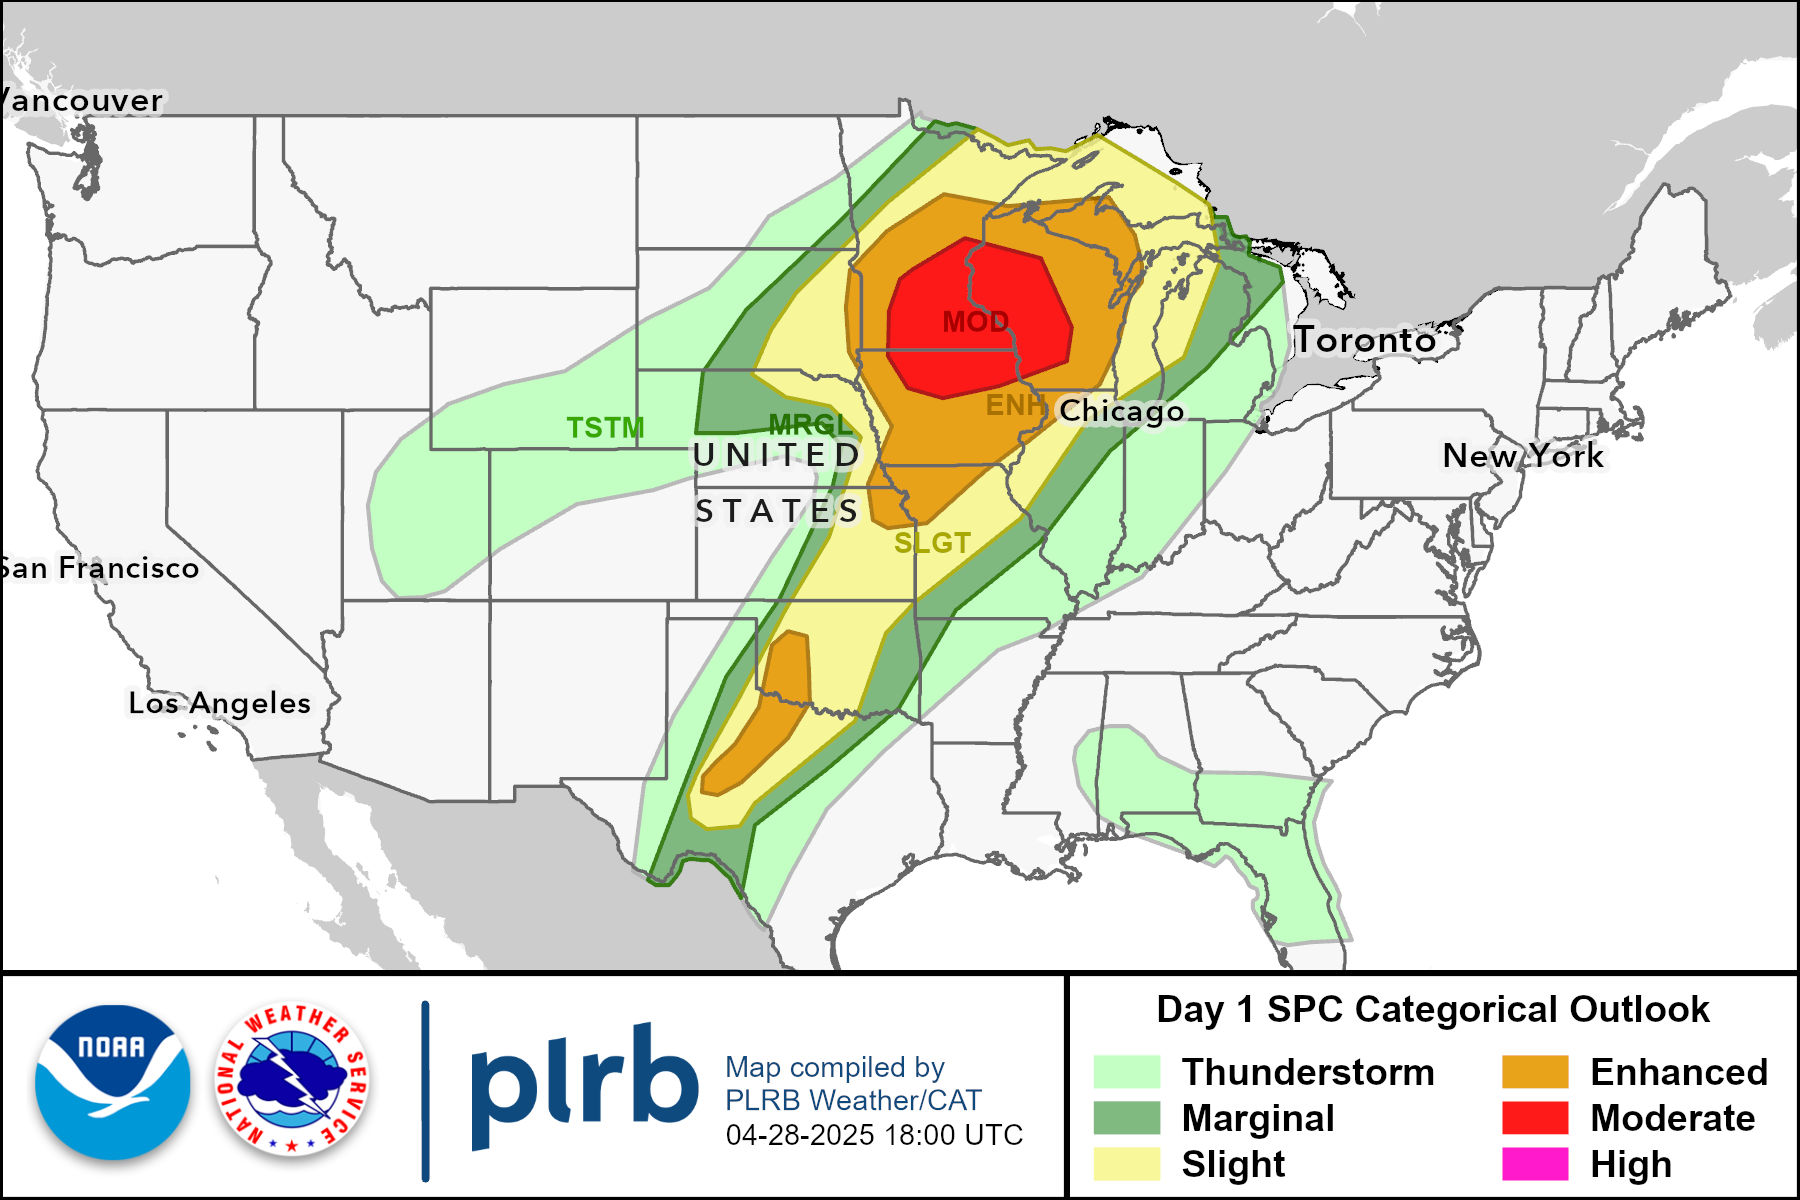 Vancouver
MOD
Toronto
ENH
Chicago
TSTM
MRGL
UNITED
New York
STATES
SLGT
San Francisco
Los Angeles
NOAA
NATIONAL WEATHER SERVICE
plrb
Map compiled by
PLRB Weather/CAT
04-28-2025 18:00 UTC
Day 1 SPC Categorical Outlook
Thunderstorm
Marginal
Slight
Enhanced
Moderate
High